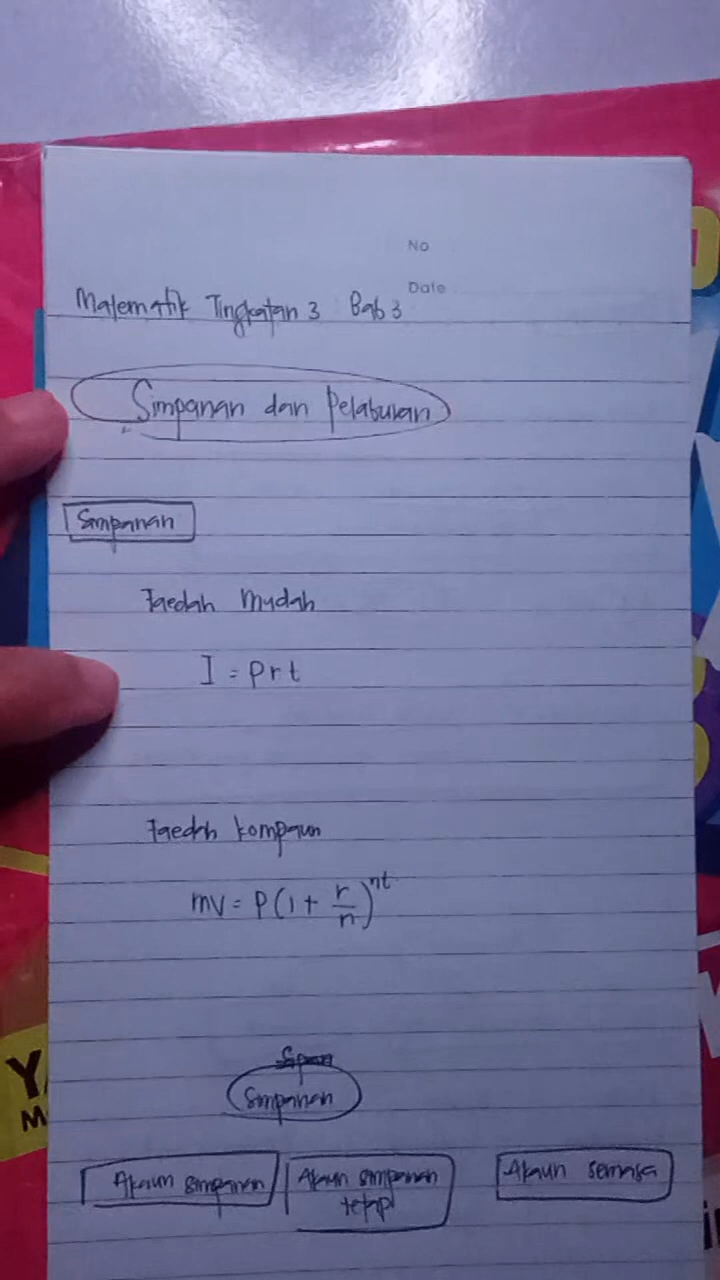 No
Date
Matematik Tingkatan 3 Bab 3
Simpanan dan Pelaburan
Simpanan
Faedah Mudah
I = prt
Faedah kompaun
mv = P(1 + r/n)^nt
Simpanan
Akaun simpanan
Akaun simpanan tetap
Akaun semasa